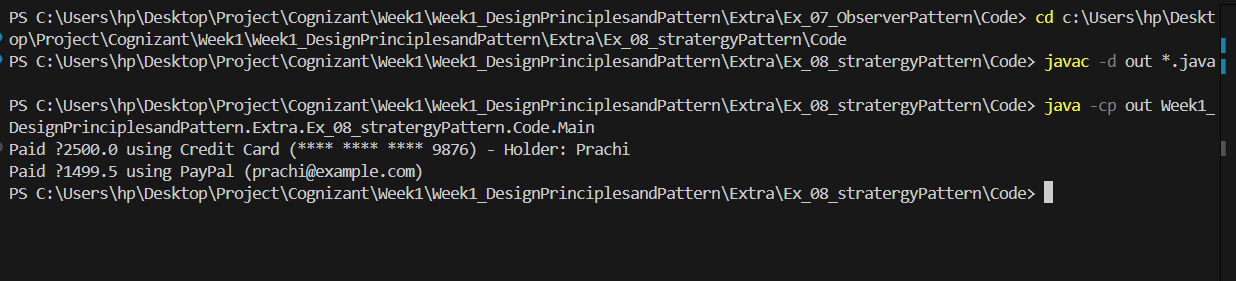 PS C:\Users\hp\Desktop\Project\Cognizant\Week1\Week1_DesignPrinciplesandPattern\Extra\Ex_07_ObserverPattern\Code> cd c:\Users\hp\Deskt
op\Project\Cognizant\Week1\Week1_DesignPrinciplesandPattern\Extra\Ex_08_stratergyPattern\Code
PS C:\Users\hp\Desktop\Project\Cognizant\Week1\Week1_DesignPrinciplesandPattern\Extra\Ex_08_stratergyPattern\Code> javac -d out *.java
PS C:\Users\hp\Desktop\Project\Cognizant\Week1\Week1_DesignPrinciplesandPattern\Extra\Ex_08_stratergyPattern\Code> java -cp out Week1_
DesignPrinciplesandPattern.Extra.Ex_08_stratergyPattern.Code.Main
Paid ?2500.0 using Credit Card (**** **** **** 9876) - Holder: Prachi
Paid ?1499.5 using PayPal (prachi@example.com)
PS C:\Users\hp\Desktop\Project\Cognizant\Week1\Week1_DesignPrinciplesandPattern\Extra\Ex_08_stratergyPattern\Code>